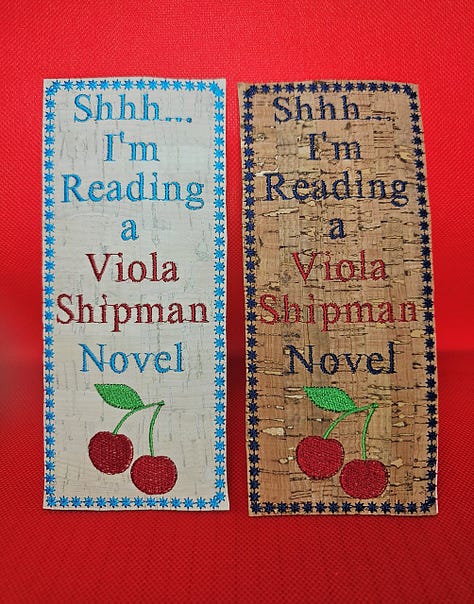 Shhh...
I'm
Reading
a
Viola
Shipman
Novel
Shhh...
I'm
Reading
a
Viola
Shipman
Novel